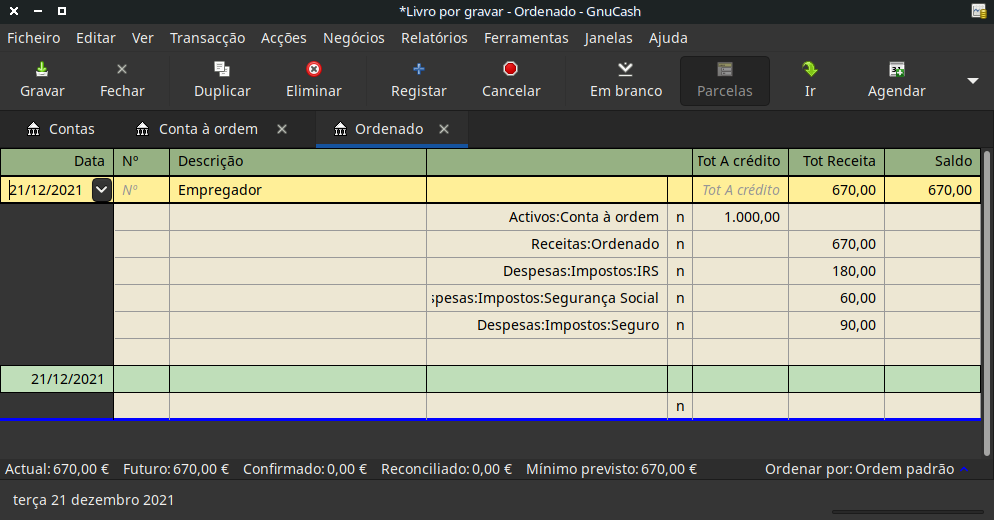 *Livro por gravar - Ordenado - GnuCash
Ficheiro Editar Ver Transacção Acções Negócios Relatórios Ferramentas Janelas Ajuda
Gravar Fechar Duplicar Eliminar Registar Cancelar Em branco Parcelas Ir Agendar
Contas Conta à ordem Ordenado
Data Nº Descrição Tot A crédito Tot Receita Saldo
21/12/2021 Nº Empregador Tot A crédito 670,00 670,00
Activos:Conta à ordem n 1.000,00
Receitas:Ordenado n 670,00
Despesas:Impostos:IRS n 180,00
spesas:Impostos:Segurança Social n 60,00
Despesas:Impostos:Seguro n 90,00
21/12/2021
n
Actual: 670,00 € Futuro: 670,00 € Confirmado: 0,00 € Reconciliado: 0,00 € Mínimo previsto: 670,00 € Ordenar por: Ordem padrão
terça 21 dezembro 2021